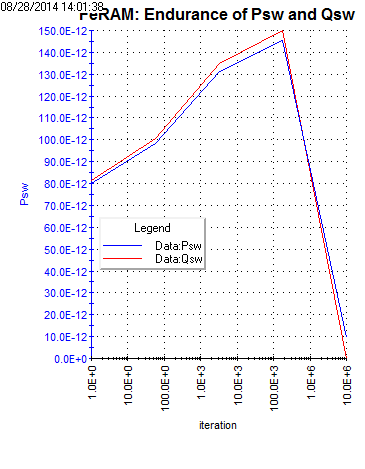 08/28/2014 14:01:38
FeRAM: Endurance of Psw and Qsw
150.0E-12
140.0E-12
130.0E-12
120.0E-12
110.0E-12
100.0E-12
90.0E-12
80.0E-12
70.0E-12
60.0E-12
50.0E-12
40.0E-12
30.0E-12
20.0E-12
10.0E-12
0.0E+0
Psw
Legend
Data:Psw
Data:Qsw
1.0E+0
10.0E+0
100.0E+0
1.0E+3
10.0E+3
100.0E+3
1.0E+6
10.0E+6
iteration